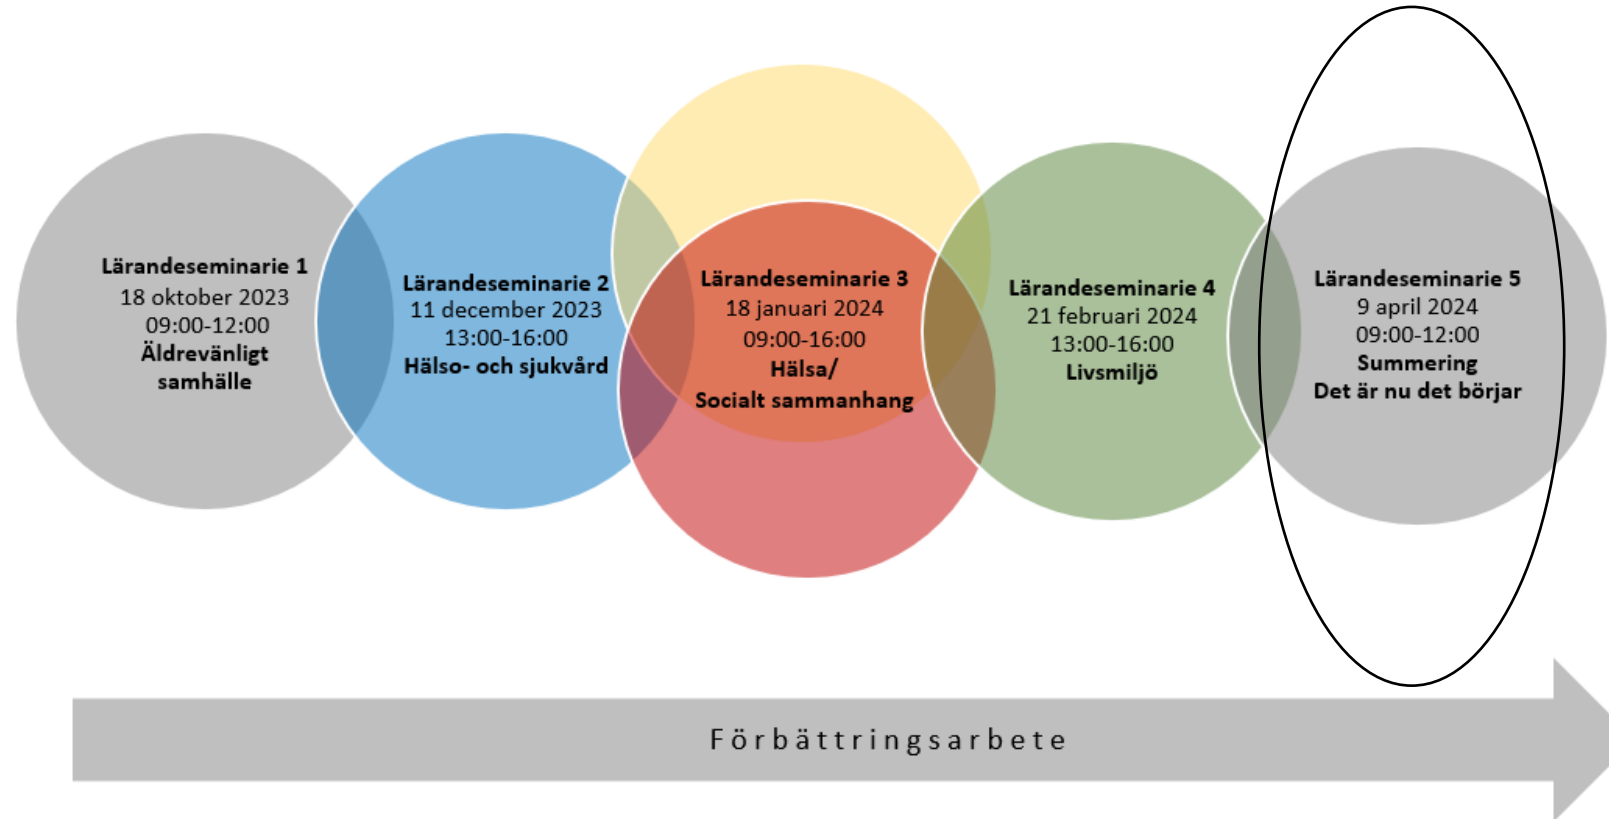 Lärandeseminarie 1
18 oktober 2023
09:00-12:00
Äldrevänligt
samhälle
Lärandeseminarie 2
11 december 2023
13:00-16:00
Hälso- och sjukvård
Lärandeseminarie 3
18 januari 2024
09:00-16:00
Hälsa/
Socialt sammanhang
Lärandeseminarie 4
21 februari 2024
13:00-16:00
Livsmiljö
Lärandeseminarie 5
9 april 2024
09:00-12:00
Summering
Det är nu det börjar
Förbättringsarbete